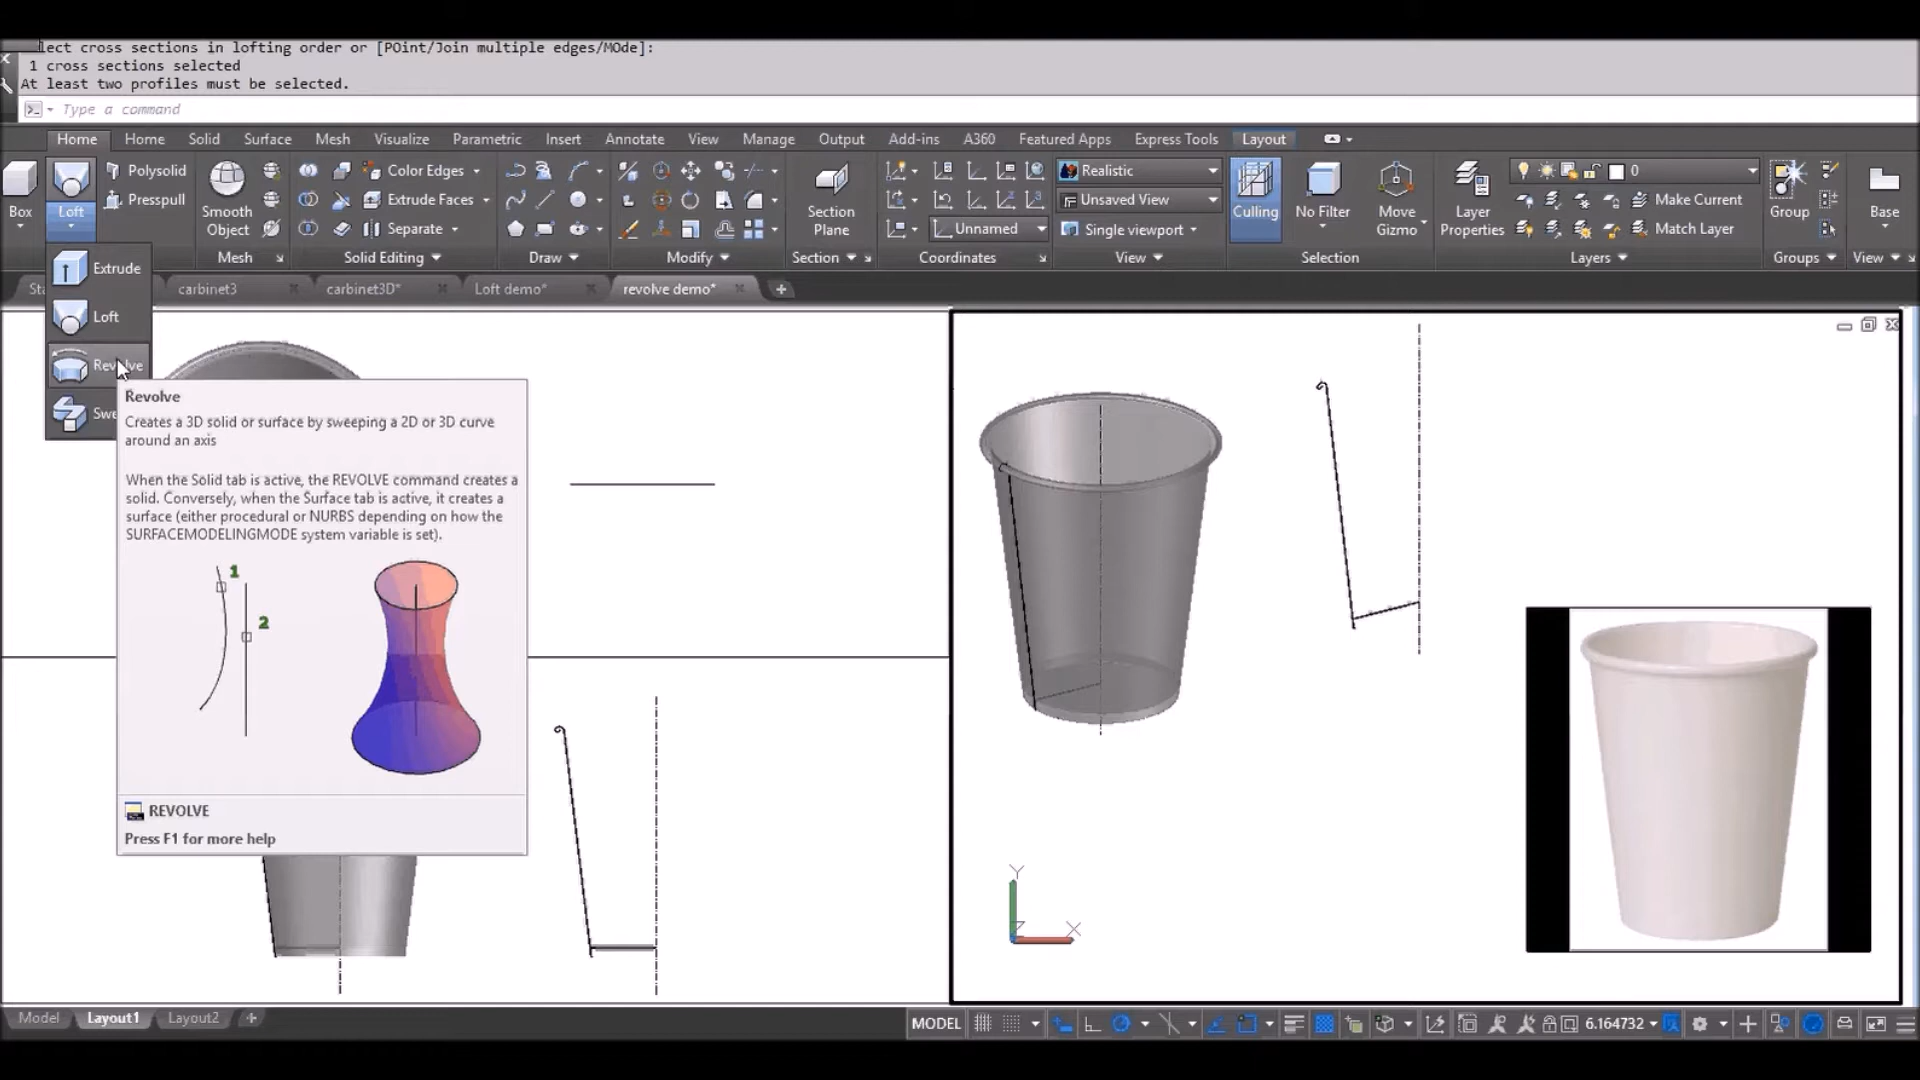 lect cross sections in lofting order or [POint/Join multiple edges/MOde]:
1 cross sections selected
At least two profiles must be selected.
Type a command
Home Home Solid Surface Mesh Visualize Parametric Insert Annotate View Manage Output Add-ins A360 Featured Apps Express Tools Layout
Box
Loft
Polysolid
Presspull
Smooth
Object
Color Edges
Extrude Faces
Separate
Section
Plane
Unnamed
Realistic
Unsaved View
Single viewport
Culling
No Filter
Move
Gizmo
Layer
Properties
0
Make Current
Match Layer
Group
Base
Mesh Solid Editing Draw Modify Section Coordinates View Selection Layers Groups View
Sta carbinet3 carbinet3D* Loft demo* revolve demo*
Extrude
Loft
Revolve
Swe
Revolve
Creates a 3D solid or surface by sweeping a 2D or 3D curve
around an axis
When the Solid tab is active, the REVOLVE command creates a
solid. Conversely, when the Surface tab is active, it creates a
surface (either procedural or NURBS depending on how the
SURFACEMODELINGMODE system variable is set).
1
2
REVOLVE
Press F1 for more help
Y
Z
X
Model Layout1 Layout2
MODEL
6.164732